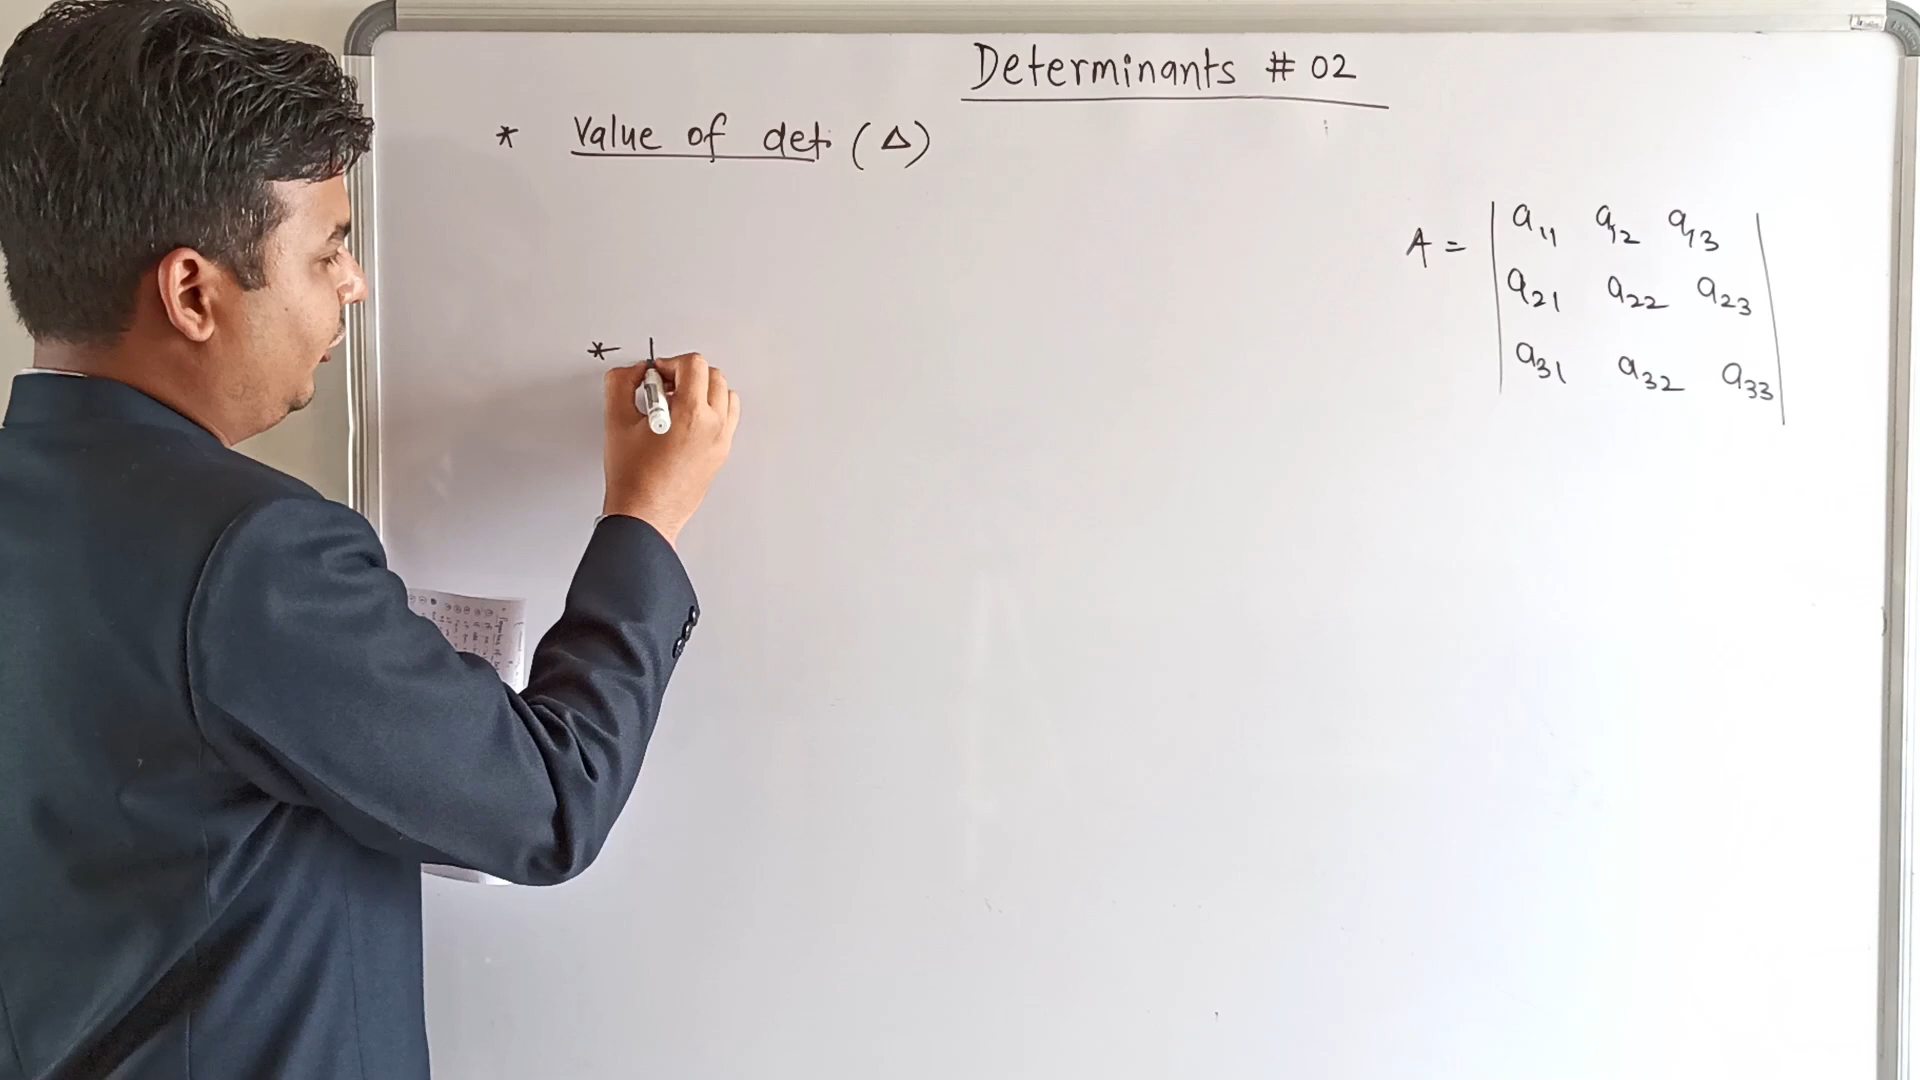 Determinants # 02
* Value of det. (Δ)
A = | a₁₁ a₁₂ a₁₃ |
| a₂₁ a₂₂ a₂₃ |
| a₃₁ a₃₂ a₃₃ |
*